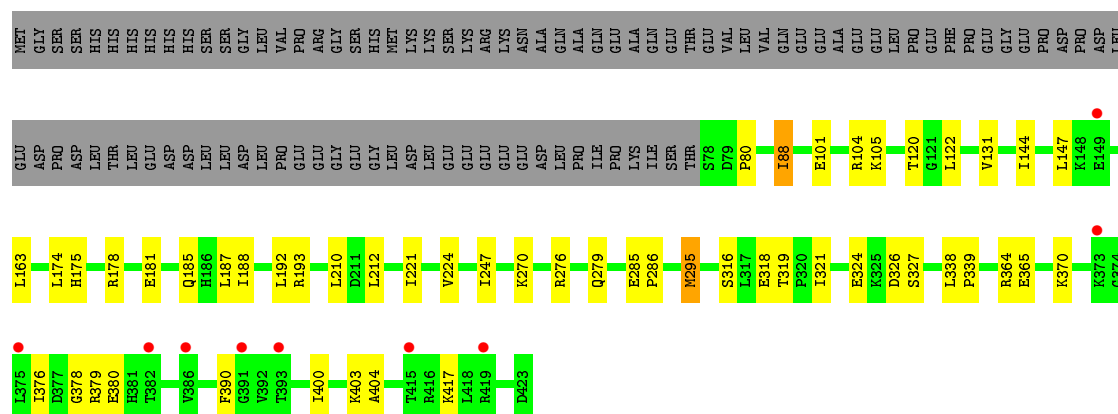 MET GLY SER SER HIS HIS HIS HIS HIS HIS SER SER GLY LEU VAL PRO ARG GLY SER HIS MET LYS LYS SER LYS ARG LYS ASN ALA GLN ALA GLN GLU ALA GLN GLU THR GLU VAL LEU VAL GLN GLU GLU ALA GLU GLU LEU PRO GLU PHE PRO GLU GLY GLU PRO ASP PRO ASP LEU
GLU ASP PRO ASP LEU THR LEU GLU ASP ASP LEU LEU ASP PRO GLU GLU GLY GLU GLY LEU ASP LEU GLU GLU GLU GLU GLU GLU ASP LEU PRO ILE PRO LYS ILE SER THR S78 D79 P80 I88 E101 R104 K105 T120 G121 L122 V131 I144 L147 K148 E149
L163 L174 H175 R178 E181 Q185 H186 L187 I188 L192 R193 L210 D211 L212 I221 V224 I247 K270 R276 Q279 E285 P286 M295 S316 L317 E318 T319 P320 I321 E324 K325 D326 S327 L338 P339 R364 E365 K370 K373 G374
L375 I376 D377 G378 R379 E380 H381 T382 V386 F390 G391 V392 T393 I400 K403 A404 T415 R416 K417 L418 R419 D423